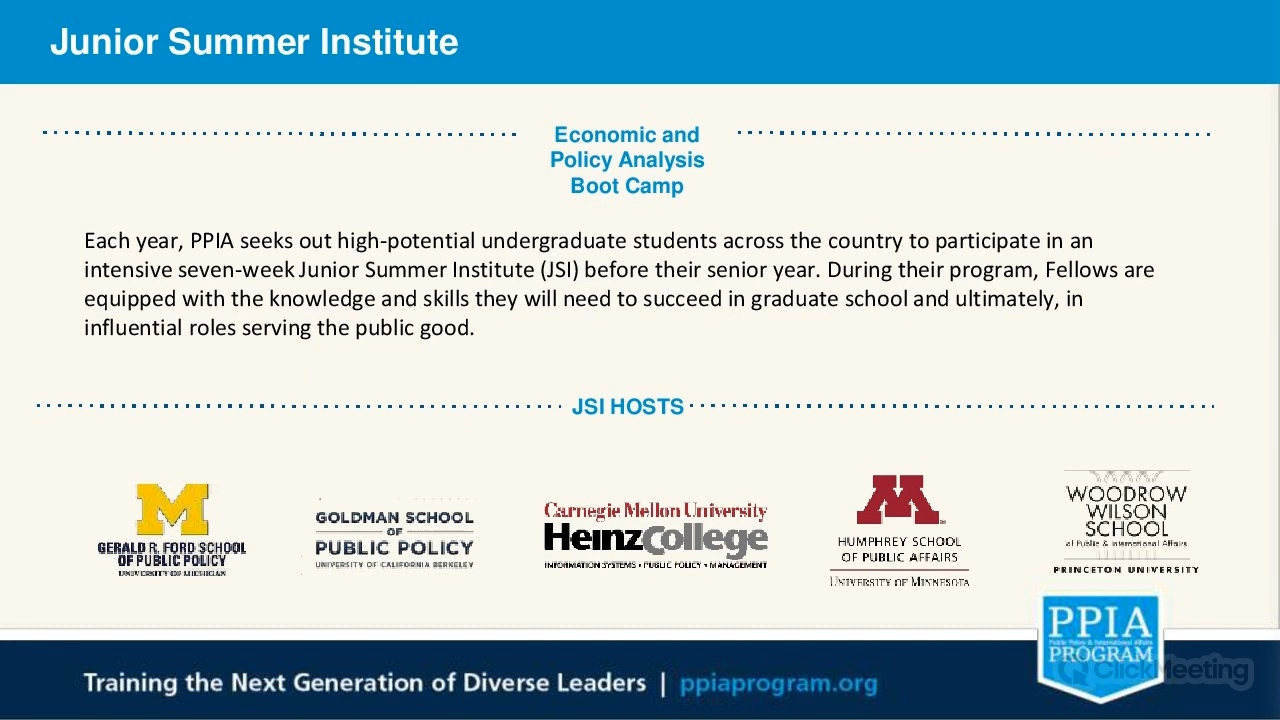 Junior Summer Institute
Economic and
Policy Analysis
Boot Camp
Each year, PPIA seeks out high-potential undergraduate students across the country to participate in an
intensive seven-week Junior Summer Institute (JSI) before their senior year. During their program, Fellows are
equipped with the knowledge and skills they will need to succeed in graduate school and ultimately, in
influential roles serving the public good.
JSI HOSTS
M
GERALD R. FORD SCHOOL
OF PUBLIC POLICY
UNIVERSITY OF MICHIGAN
GOLDMAN SCHOOL
OF
PUBLIC POLICY
UNIVERSITY OF CALIFORNIA BERKELEY
Carnegie Mellon University
HeinzCollege
INFORMATION SYSTEMS • PUBLIC POLICY • MANAGEMENT
M
HUMPHREY SCHOOL
OF PUBLIC AFFAIRS
UNIVERSITY OF MINNESOTA
WOODROW
WILSON
SCHOOL
of Public & International Affairs
PRINCETON UNIVERSITY
PPIA
Public Policy & International Affairs
PROGRAM
ClickMeeting
Training the Next Generation of Diverse Leaders | ppiaprogram.org